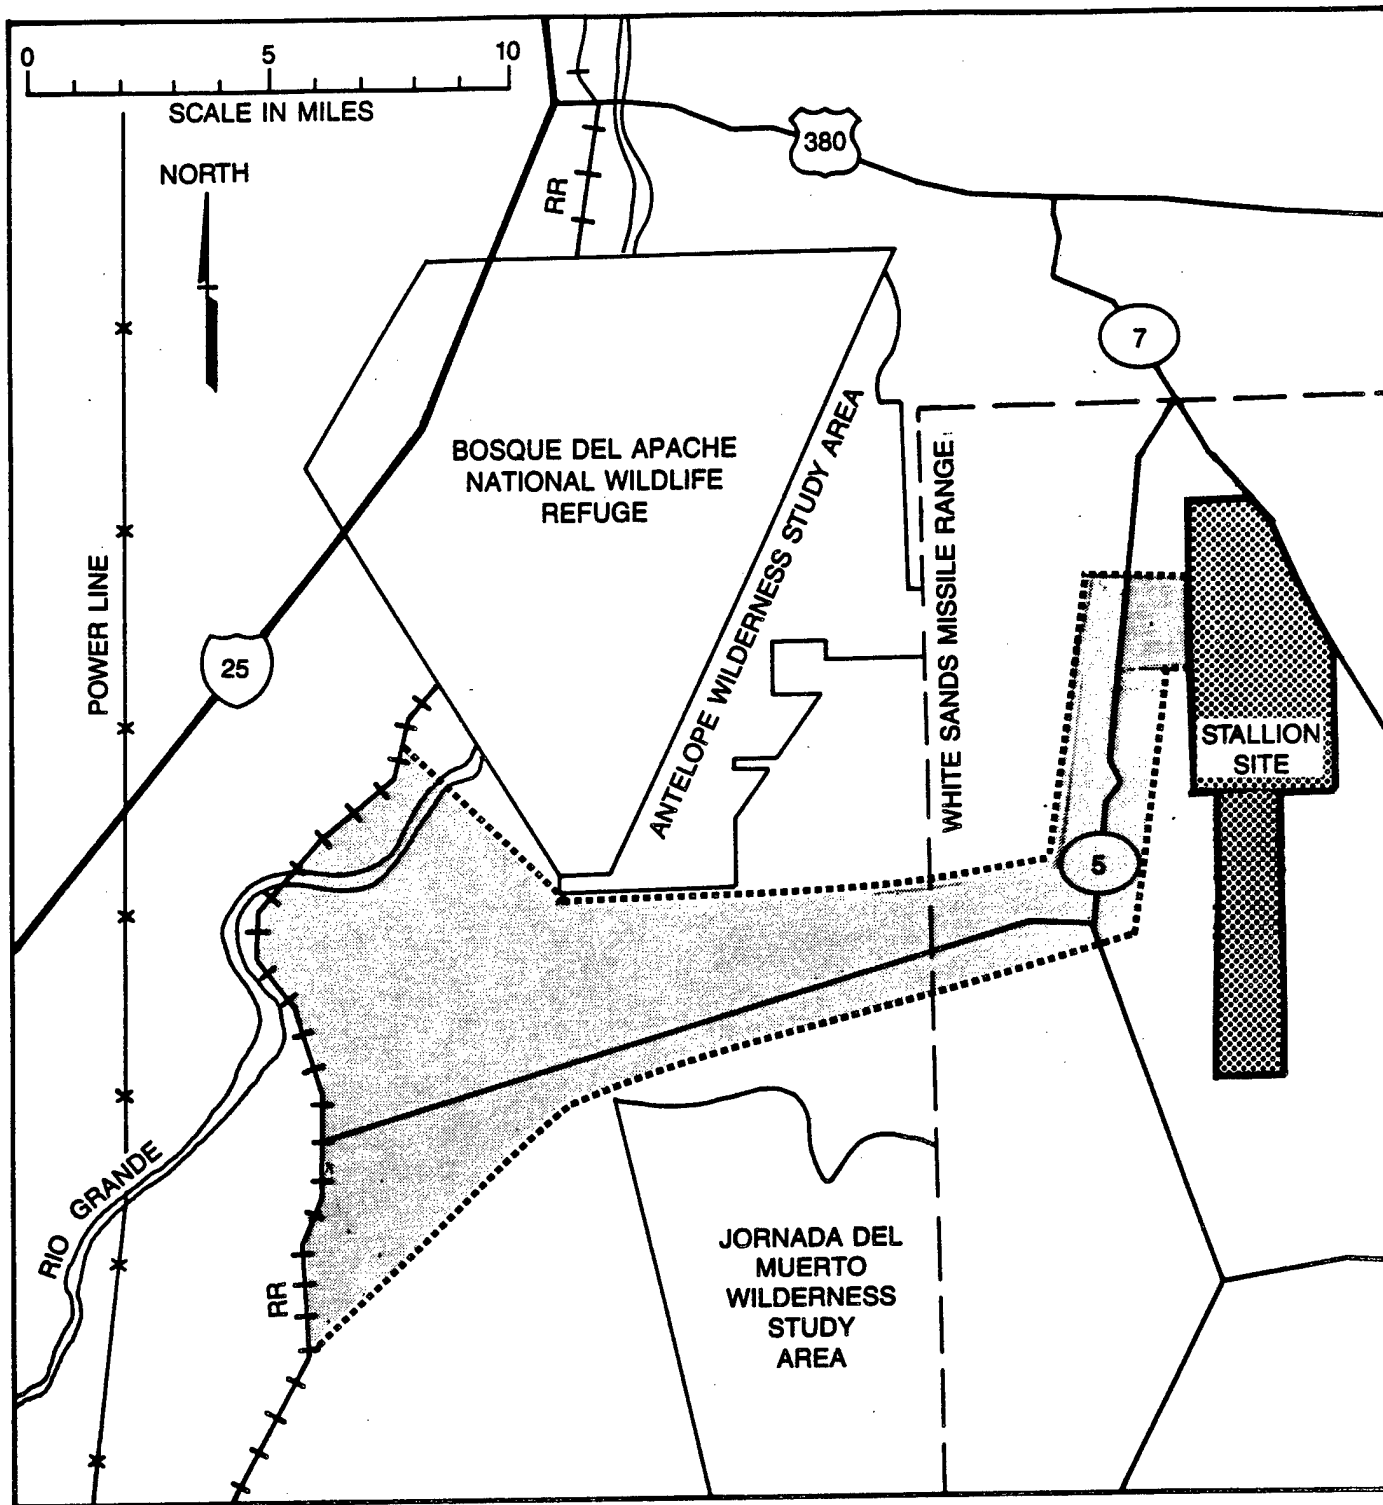 0 5 10
SCALE IN MILES
NORTH
380
RR
7
BOSQUE DEL APACHE
NATIONAL WILDLIFE
REFUGE
ANTELOPE WILDERNESS STUDY AREA
WHITE SANDS MISSILE RANGE
POWER LINE
25
STALLION
SITE
5
RIO GRANDE
RR
JORNADA DEL
MUERTO
WILDERNESS
STUDY
AREA